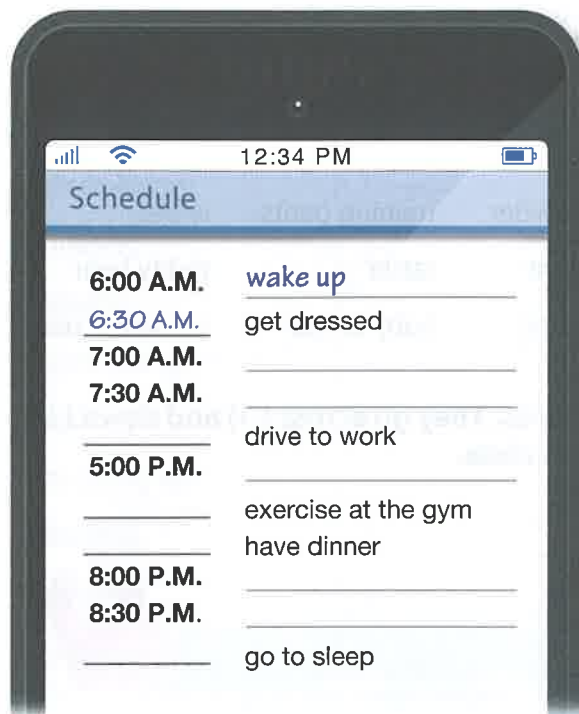 12:34 PM
Schedule
6:00 A.M. wake up
6:30 A.M. get dressed
7:00 A.M.
7:30 A.M.
drive to work
5:00 P.M.
exercise at the gym
have dinner
8:00 P.M.
8:30 P.M.
go to sleep